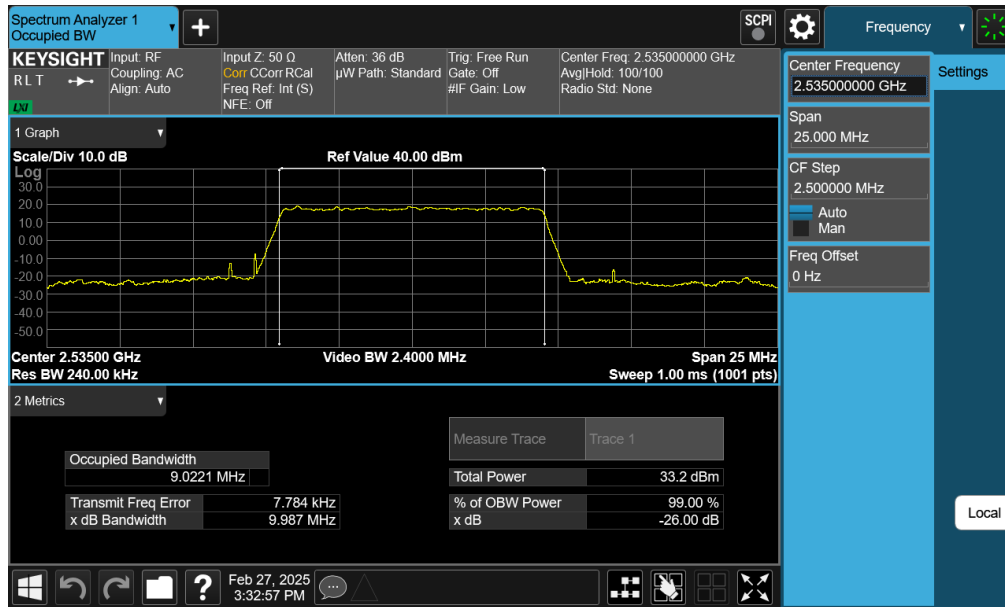 Spectrum Analyzer 1
Occupied BW
+
SCPI
Frequency
KEYSIGHT
R L T
LXI
Input: RF
Coupling: AC
Align: Auto
Input Z: 50 Ω
Corr CCorr RCal
Freq Ref: Int (S)
NFE: Off
Atten: 36 dB
µW Path: Standard
Trig: Free Run
Gate: Off
#IF Gain: Low
Center Freq: 2.535000000 GHz
Avg|Hold: 100/100
Radio Std: None
Center Frequency
2.535000000 GHz
Settings
Span
25.000 MHz
CF Step
2.500000 MHz
Auto
Man
Freq Offset
0 Hz
Local
1 Graph
Scale/Div 10.0 dB
Ref Value 40.00 dBm
Log
30.0
20.0
10.0
0.00
-10.0
-20.0
-30.0
-40.0
-50.0
Center 2.53500 GHz
Video BW 2.4000 MHz
Span 25 MHz
Res BW 240.00 kHz
Sweep 1.00 ms (1001 pts)
2 Metrics
Measure Trace
Trace 1
Occupied Bandwidth
9.0221 MHz
Total Power
33.2 dBm
Transmit Freq Error
7.784 kHz
% of OBW Power
99.00 %
x dB Bandwidth
9.987 MHz
x dB
-26.00 dB
?
Feb 27, 2025
3:32:57 PM